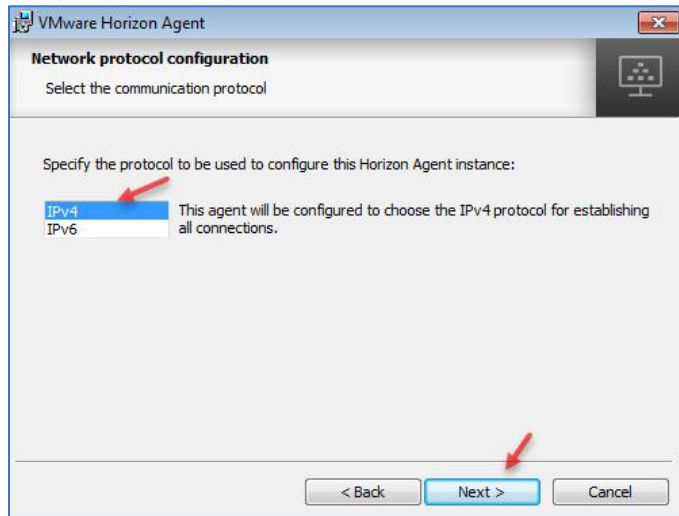 VMware Horizon Agent
Network protocol configuration
Select the communication protocol
Specify the protocol to be used to configure this Horizon Agent instance:
IPv4
IPv6
This agent will be configured to choose the IPv4 protocol for establishing
all connections.
< Back
Next >
Cancel